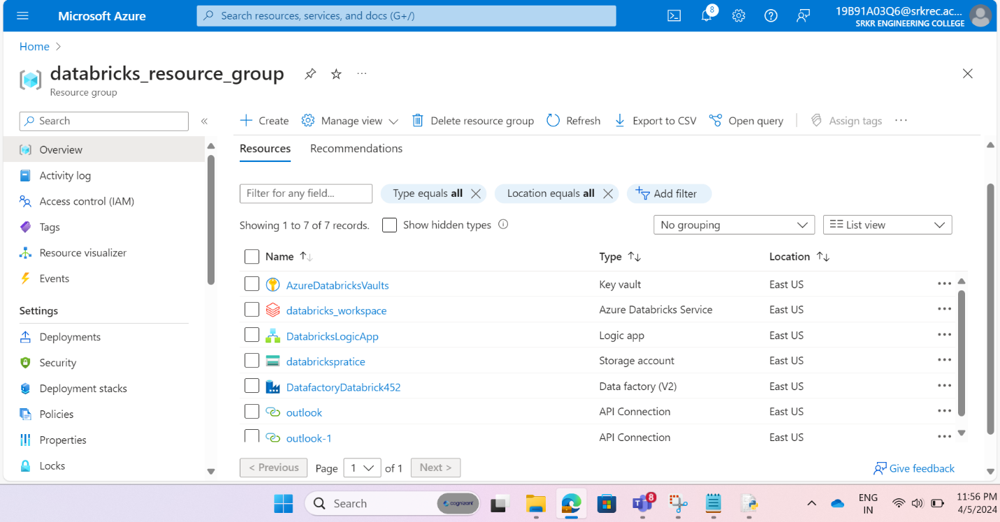 Microsoft Azure
Search resources, services, and docs (G+/)
8
19B91A03Q6@srkrec.ac...
SRKR ENGINEERING COLLEGE
Home
databricks_resource_group
Resource group
Search
Create
Manage view
Delete resource group
Refresh
Export to CSV
Open query
Assign tags
Overview
Activity log
Access control (IAM)
Tags
Resource visualizer
Events
Settings
Deployments
Security
Deployment stacks
Policies
Properties
Locks
Resources Recommendations
Filter for any field...
Type equals all
Location equals all
Add filter
Showing 1 to 7 of 7 records.
Show hidden types
No grouping
List view
Name Type Location
AzureDatabricksVaults Key vault East US
databricks_workspace Azure Databricks Service East US
DatabricksLogicApp Logic app East US
databrickspratice Storage account East US
DatafactoryDatabrick452 Data factory (V2) East US
outlook API Connection East US
outlook-1 API Connection East US
< Previous Page 1 of 1 Next >
Give feedback
Search
cognizant
8
ENG
IN
11:56 PM
4/5/2024